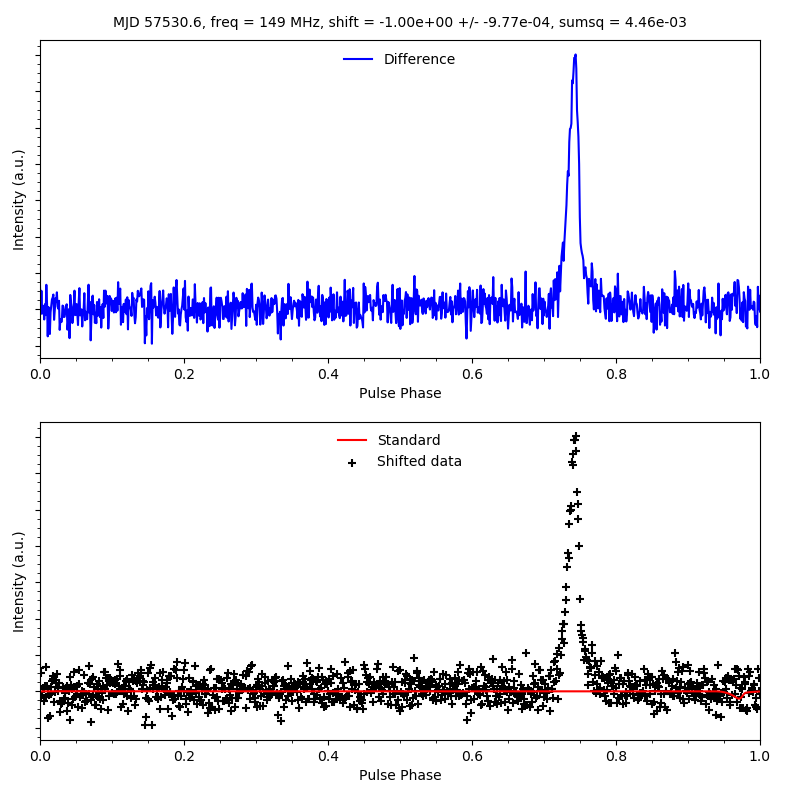 MJD 57530.6, freq = 149 MHz, shift = -1.00e+00 +/- -9.77e-04, sumsq = 4.46e-03
Difference
Intensity (a.u.)
0.0 0.2 0.4 0.6 0.8 1.0
Pulse Phase
Standard
Shifted data
Intensity (a.u.)
0.0 0.2 0.4 0.6 0.8 1.0
Pulse Phase